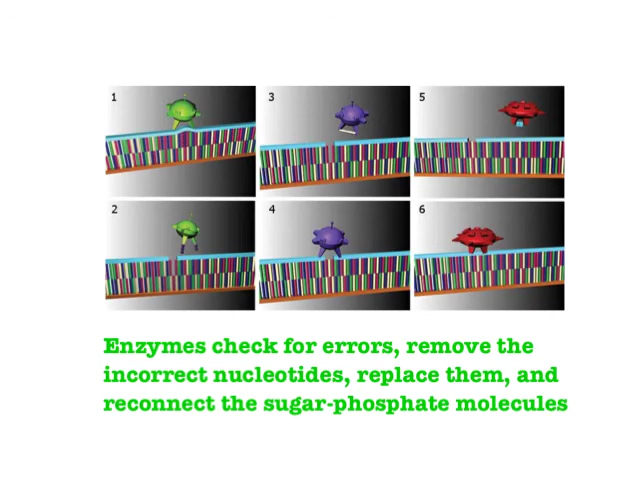 1
3
5
2
4
6
Enzymes check for errors, remove the
incorrect nucleotides, replace them, and
reconnect the sugar-phosphate molecules